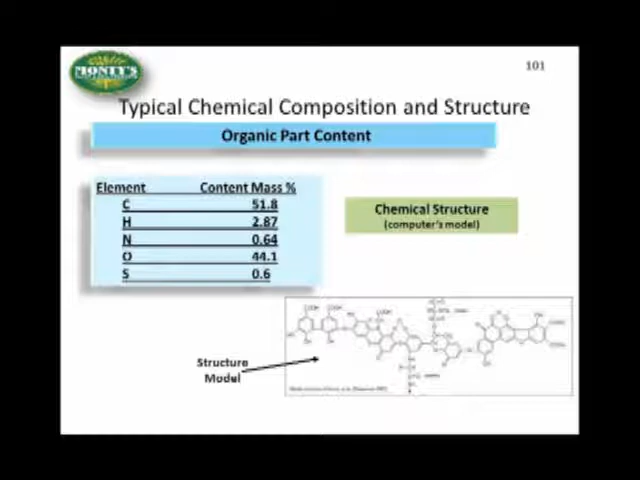 MONTY'S
101
Typical Chemical Composition and Structure
Organic Part Content
Element Content Mass %
C 51.8
H 2.87
N 0.64
O 44.1
S 0.6
Chemical Structure
(computer's model)
Structure
Model